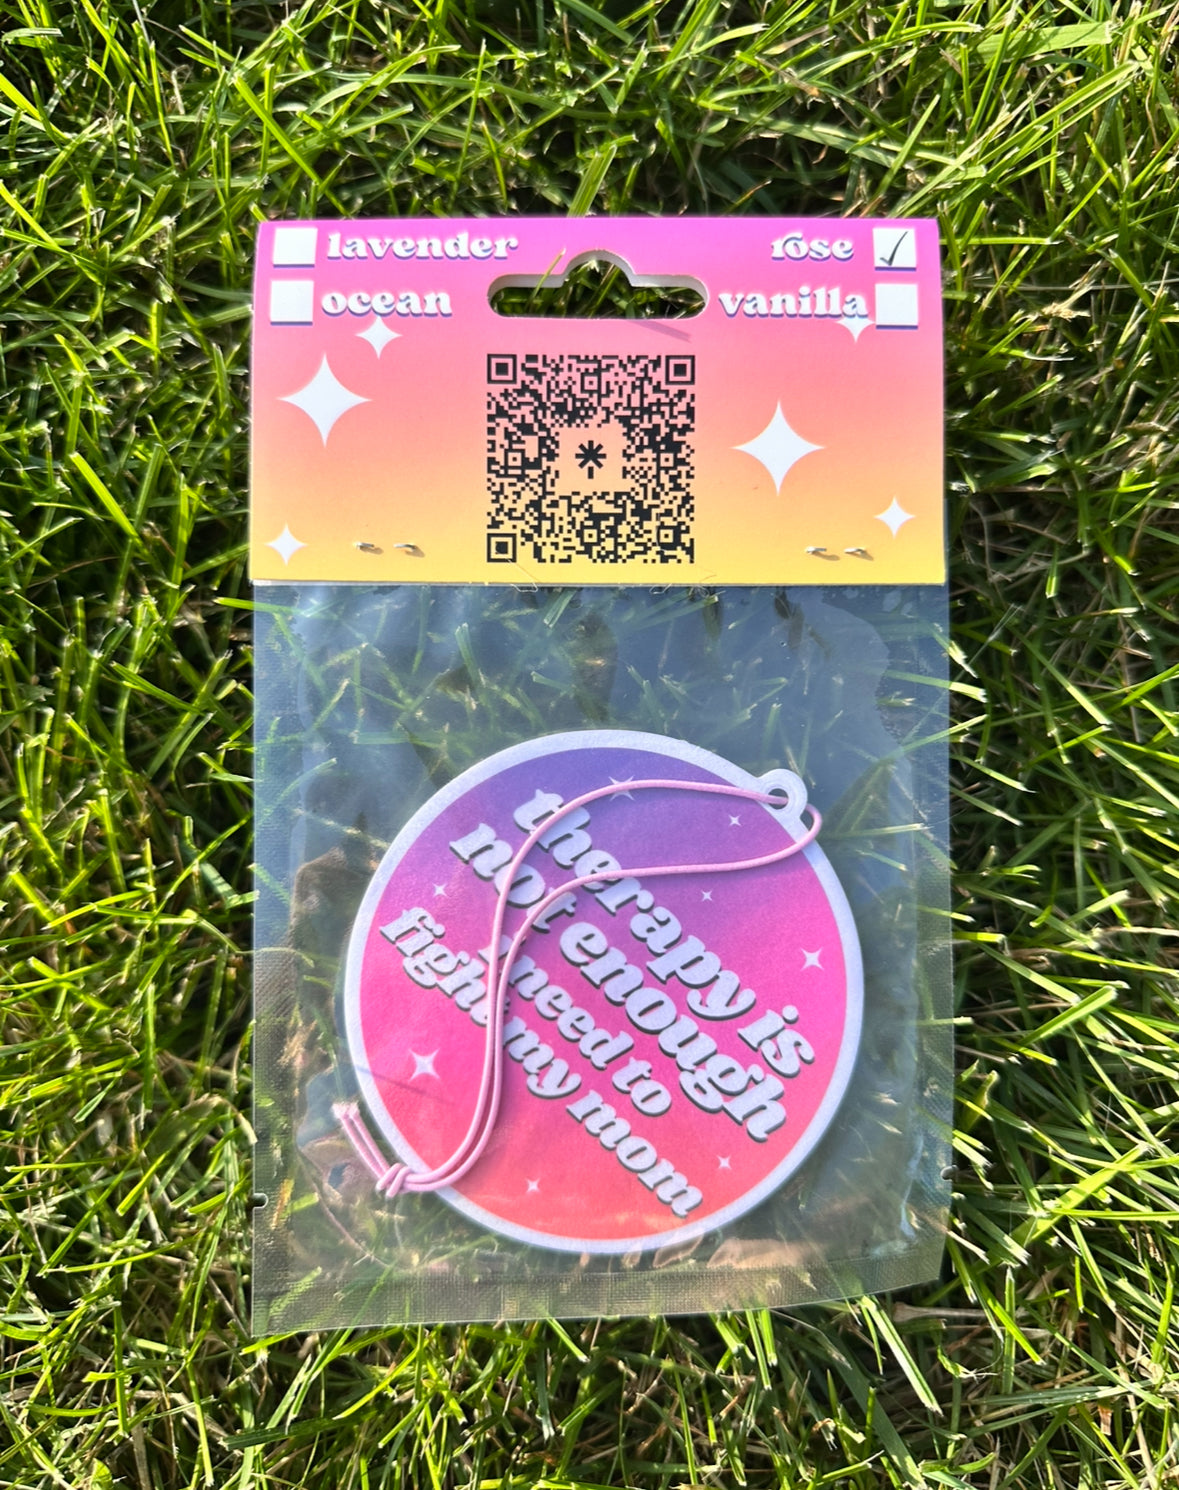 lavender
rose
ocean
vanilla
therapy is
not enough
i need to
fight my mom